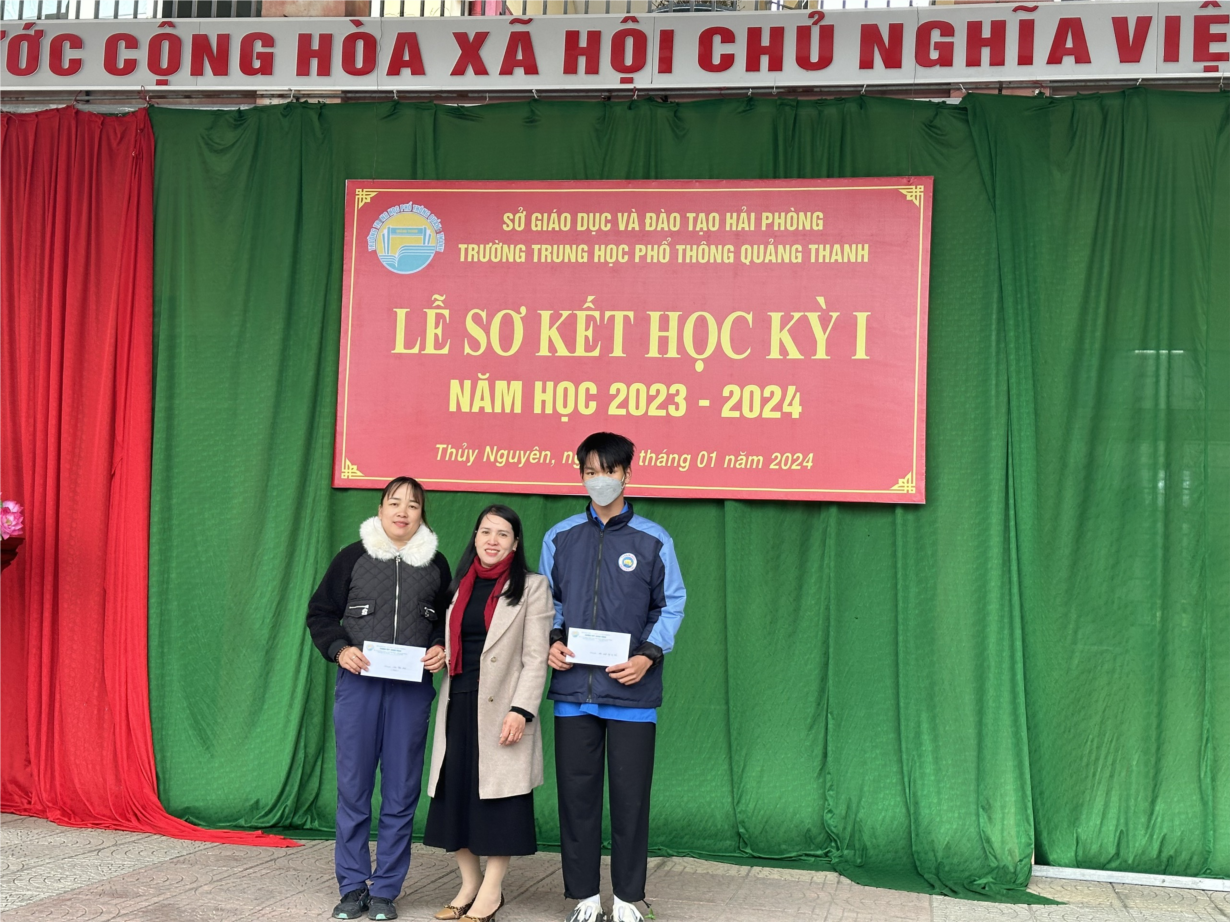 ƯỚC CỘNG HÒA XÃ HỘI CHỦ NGHĨA VIỆ
SỞ GIÁO DỤC VÀ ĐÀO TẠO HẢI PHÒNG
TRƯỜNG TRUNG HỌC PHỔ THÔNG QUẢNG THANH
LỄ SƠ KẾT HỌC KỲ I
NĂM HỌC 2023 - 2024
Thủy Nguyên, ng tháng 01 năm 2024